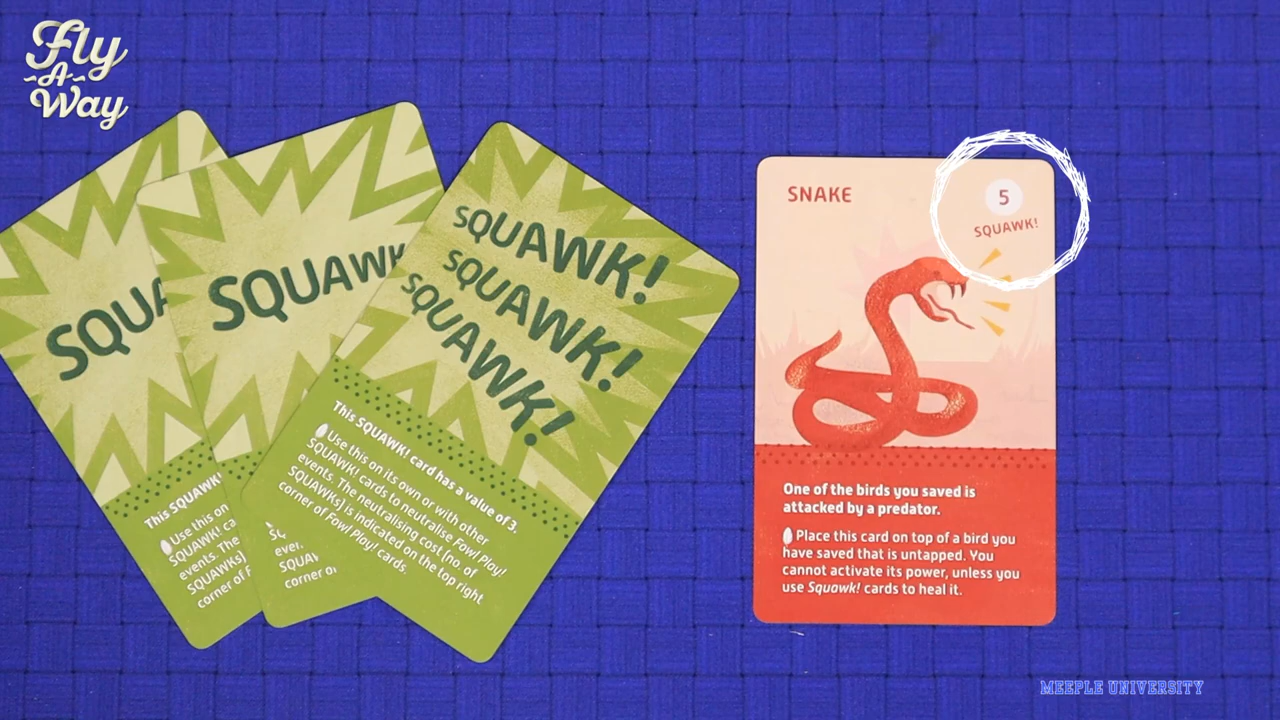 Fly
-A-
Way
SQUA
This SQUAWK!
Use this on
SQUAWK! ca
events. The
neutralising
SQUAWKs]
corner of F
SQUAWK
even
SQUAW
corner o
SQUAWK!
SQUAWK!
SQUAWK!
This SQUAWK! card has a value of 3.
Use this on its own or with other
SQUAWK! cards to neutralise Fowl Play!
events. The neutralising cost (no. of
SQUAWKs) is indicated on the top right
corner of Fowl Play! cards.
SNAKE
5
SQUAWK!
One of the birds you saved is
attacked by a predator.
Place this card on top of a bird you
have saved that is untapped. You
cannot activate its power, unless you
use Squawk! cards to heal it.
MEEPLE UNIVERSITY